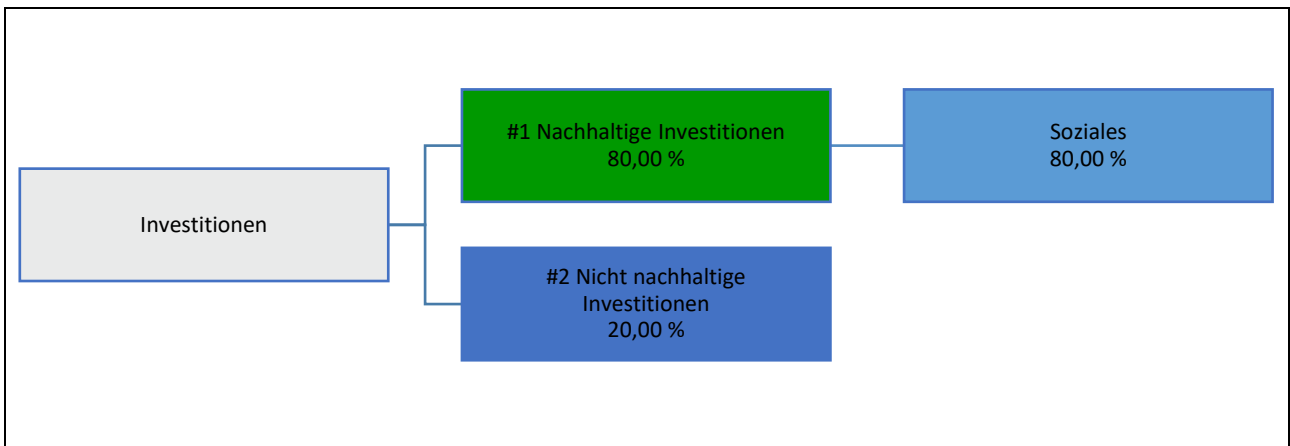 Investitionen
#1 Nachhaltige Investitionen
80,00 %
Soziales
80,00 %
#2 Nicht nachhaltige
Investitionen
20,00 %